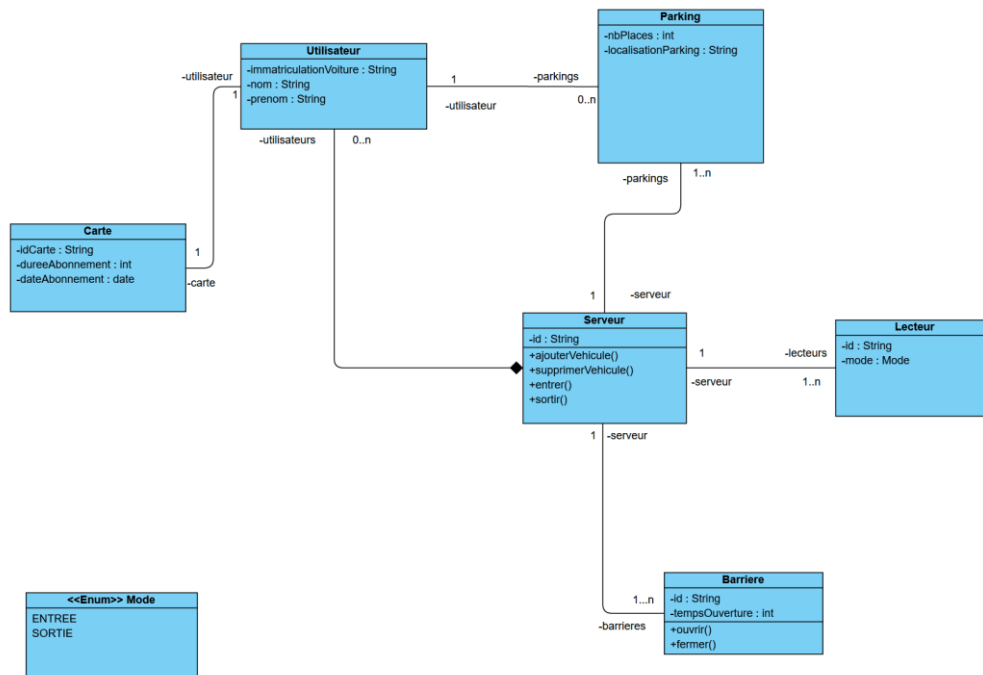 Parking
-nbPlaces : int
-localisationParking : String
Utilisateur
-immatriculationVoiture : String
-nom : String
-prenom : String
-utilisateur
1
1
-parkings
-utilisateur
0..n
-utilisateurs
0..n
-parkings
1..n
Carte
-idCarte : String
-dureeAbonnement : int
-dateAbonnement : date
1
-carte
1
-serveur
Serveur
-id : String
+ajouterVehicule()
+supprimerVehicule()
+entrer()
+sortir()
1
-lecteurs
-serveur
1..n
Lecteur
-id : String
-mode : Mode
1
-serveur
1...n
-barrieres
Barriere
-id : String
-tempsOuverture : int
+ouvrir()
+fermer()
<<Enum>> Mode
ENTREE
SORTIE